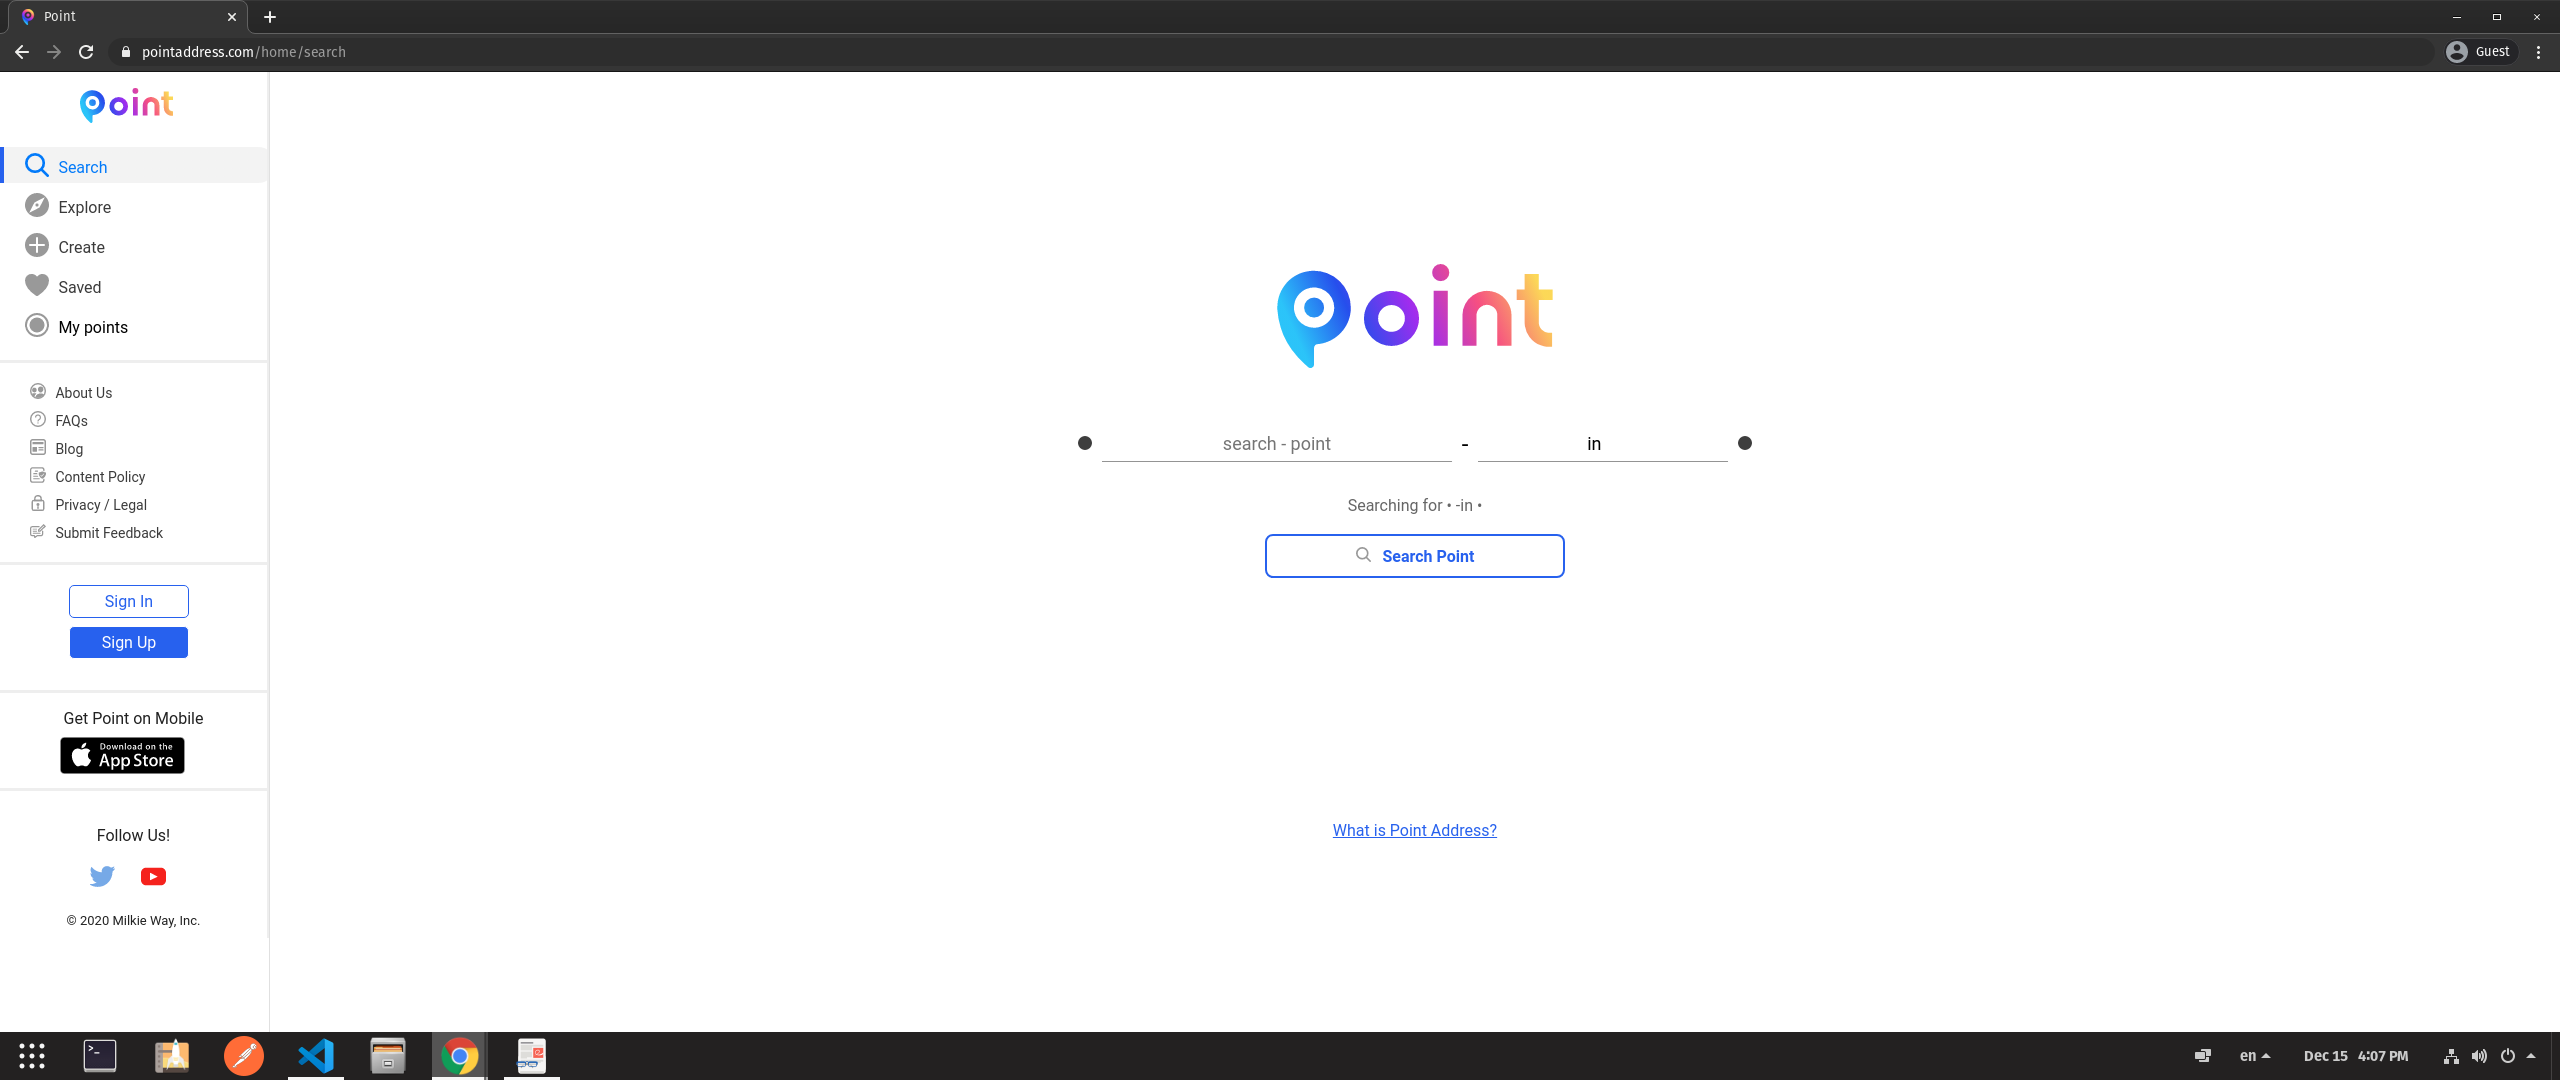 Point
pointaddress.com/home/search
Guest
Point
Search
Explore
Create
Saved
My points
About Us
FAQs
Blog
Content Policy
Privacy / Legal
Submit Feedback
Sign In
Sign Up
Get Point on Mobile
Download on the
App Store
Follow Us!
© 2020 Milkie Way, Inc.
Point
search - point - in
Searching for • -in •
Search Point
What is Point Address?
en
Dec 15 4:07 PM